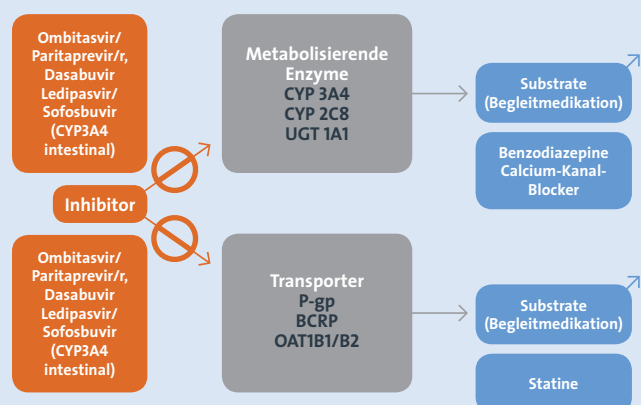 Ombitasvir/
Paritaprevir/r,
Dasabuvir
Ledipasvir/
Sofosbuvir
(CYP3A4
intestinal)
Metabolisierende
Enzyme
CYP 3A4
CYP 2C8
UGT 1A1
Substrate
(Begleitmedikation)
Benzodiazepine
Calcium-Kanal-
Blocker
Inhibitor
Ombitasvir/
Paritaprevir/r,
Dasabuvir
Ledipasvir/
Sofosbuvir
(CYP3A4
intestinal)
Transporter
P-gp
BCRP
OAT1B1/B2
Substrate
(Begleitmedikation)
Statine